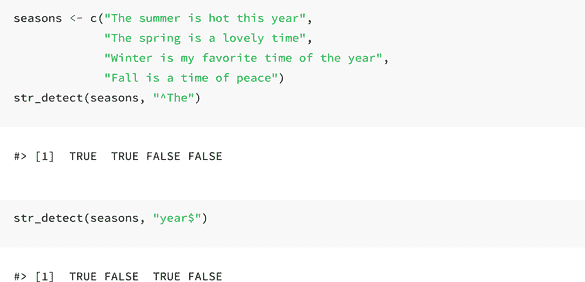 seasons <- c("The summer is hot this year",
             "The spring is a lovely time",
             "Winter is my favorite time of the year",
             "Fall is a time of peace")
str_detect(seasons, "^The")
#> [1]  TRUE  TRUE FALSE FALSE
str_detect(seasons, "year$")
#> [1]  TRUE FALSE  TRUE FALSE